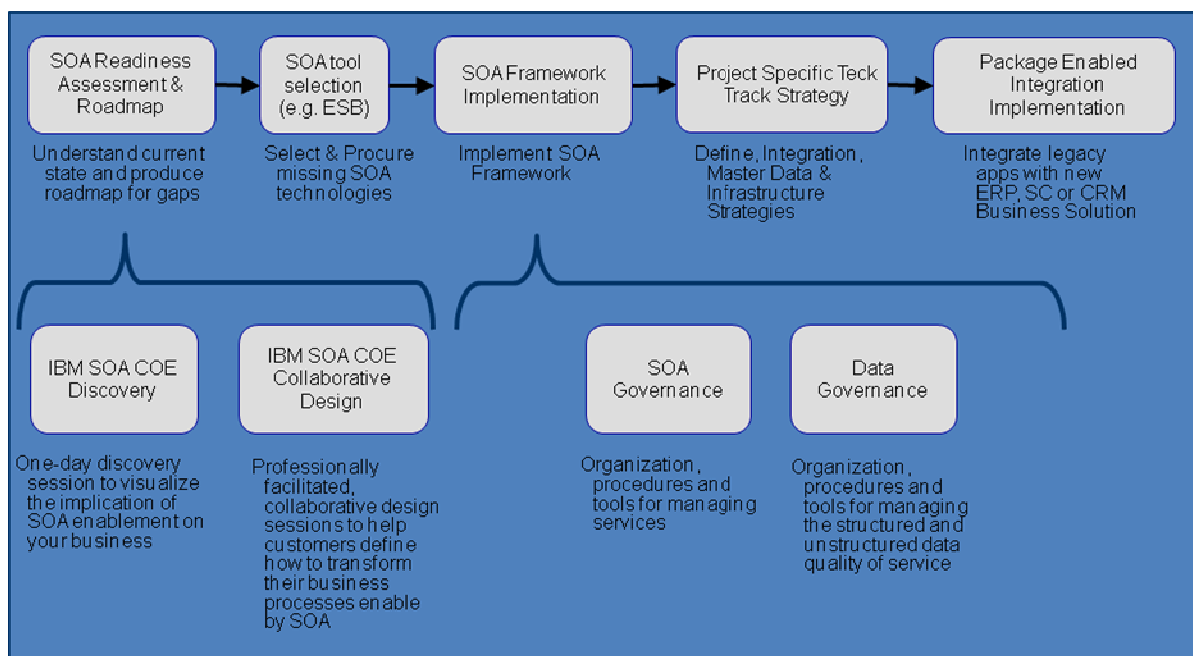 SOA Readiness
Assessment &
Roadmap
SOA tool
selection
(e.g. ESB)
SOA Framework
Implementation
Project Specific Teck
Track Strategy
Package Enabled
Integration
Implementation
Understand current
state and produce
roadmap for gaps
Select & Procure
missing SOA
technologies
Implement SOA
Framework
Define, Integration,
Master Data &
Infrastructure
Strategies
Integrate legacy
apps with new
ERP, SC or CRM
Business Solution
IBM SOA COE
Discovery
IBM SOA COE
Collaborative
Design
SOA
Governance
Data
Governance
One-day discovery
session to visualize
the implication of
SOA enablement on
your business
Professionally
facilitated,
collaborative design
sessions to help
customers define
how to transform
their business
processes enable
by SOA
Organization,
procedures and
tools for managing
services
Organization,
procedures and
tools for managing
the structured and
unstructured data
quality of service